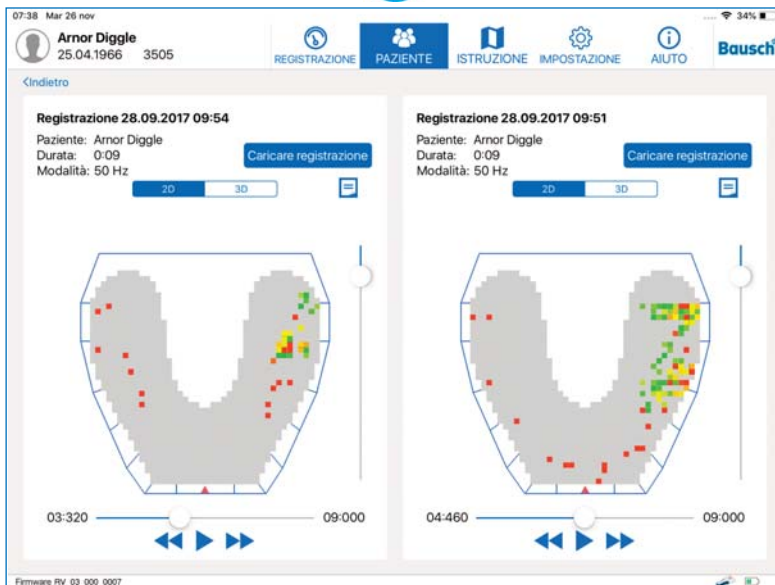 07:38 Mar 26 nov
34%
Arnor Diggle
25.04.1966 3505
REGISTRAZIONE
PAZIENTE
ISTRUZIONE
IMPOSTAZIONE
AIUTO
Bausch
<Indietro
Registrazione 28.09.2017 09:54
Paziente: Arnor Diggle
Durata: 0:09
Modalità: 50 Hz
Caricare registrazione
2D 3D
03:320 09:000
Registrazione 28.09.2017 09:51
Paziente: Arnor Diggle
Durata: 0:09
Modalità: 50 Hz
Caricare registrazione
2D 3D
04:460 09:000
Firmware RV 03 000 0007